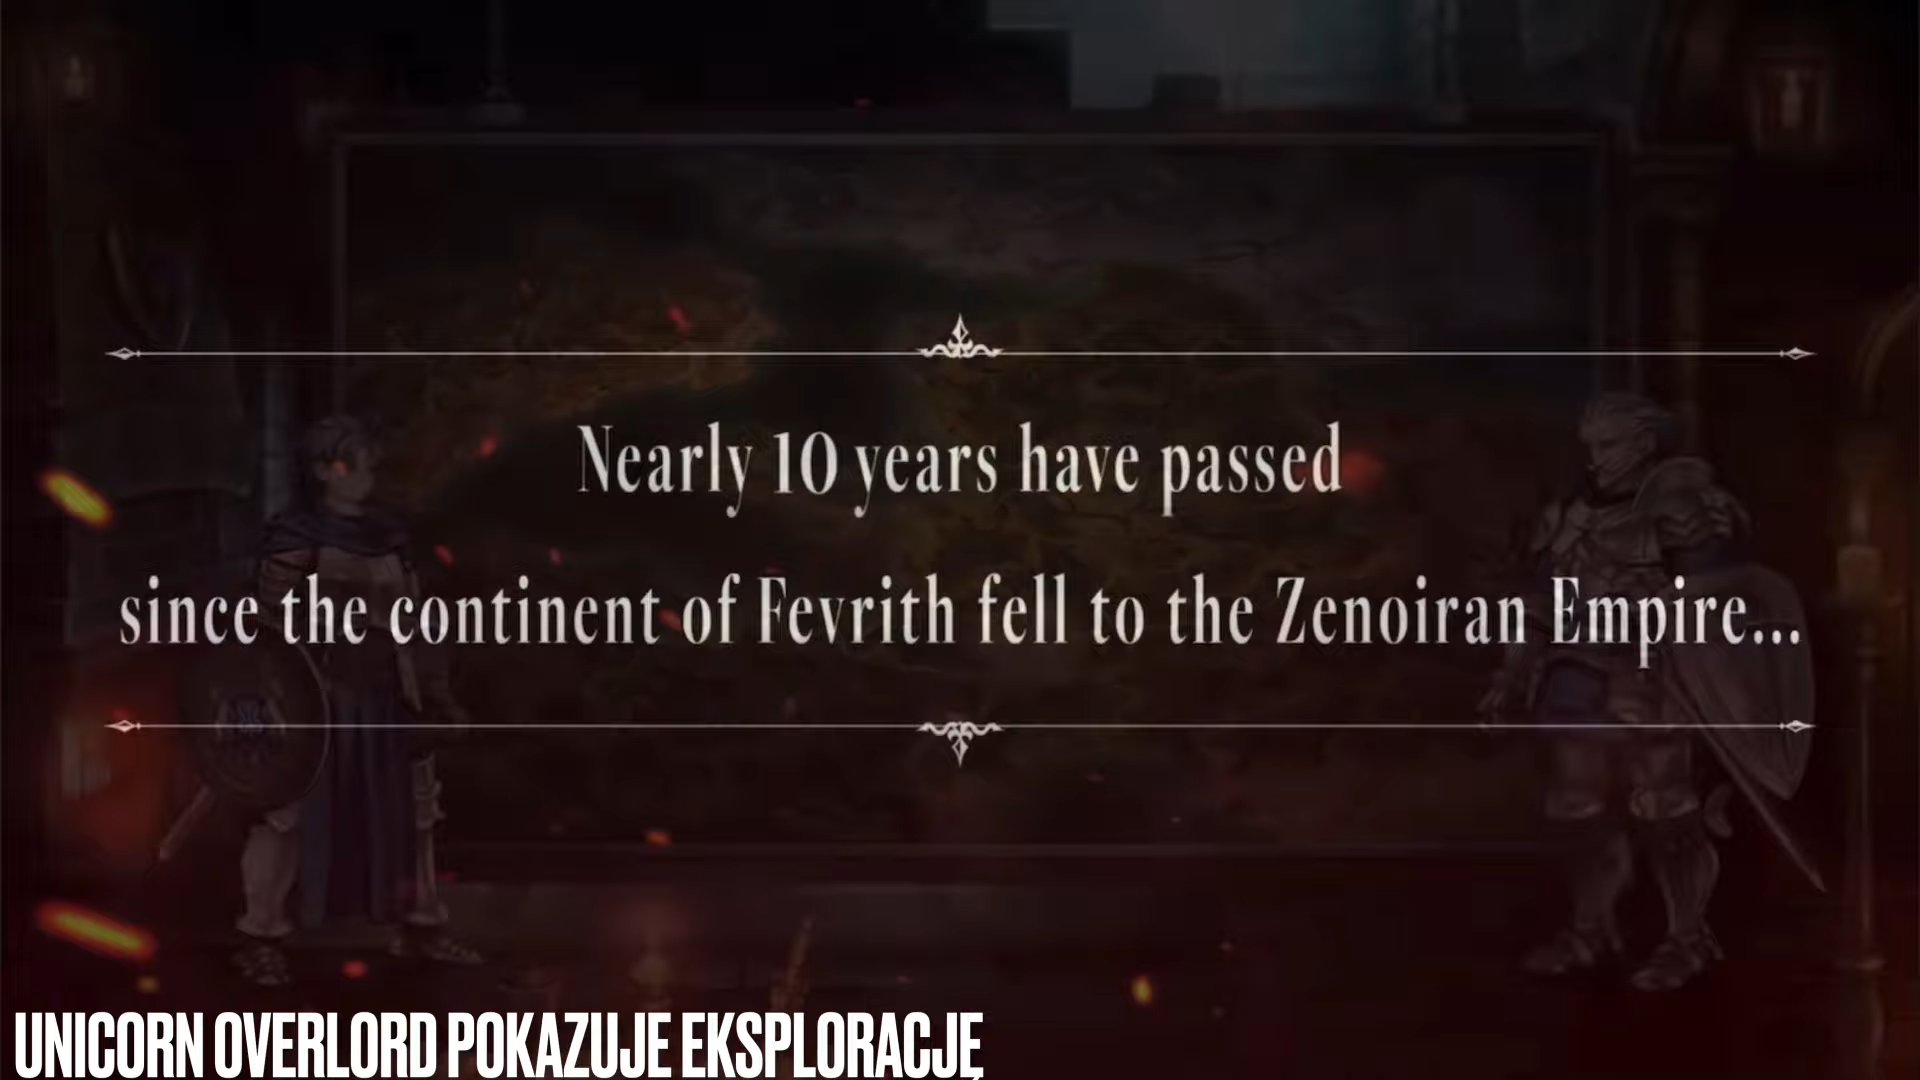 Nearly 10 years have passed
since the continent of Fevrith fell to the Zenoiran Empire...
UNICORN OVERLORD POKAZUJE EKSPLORACJĘ